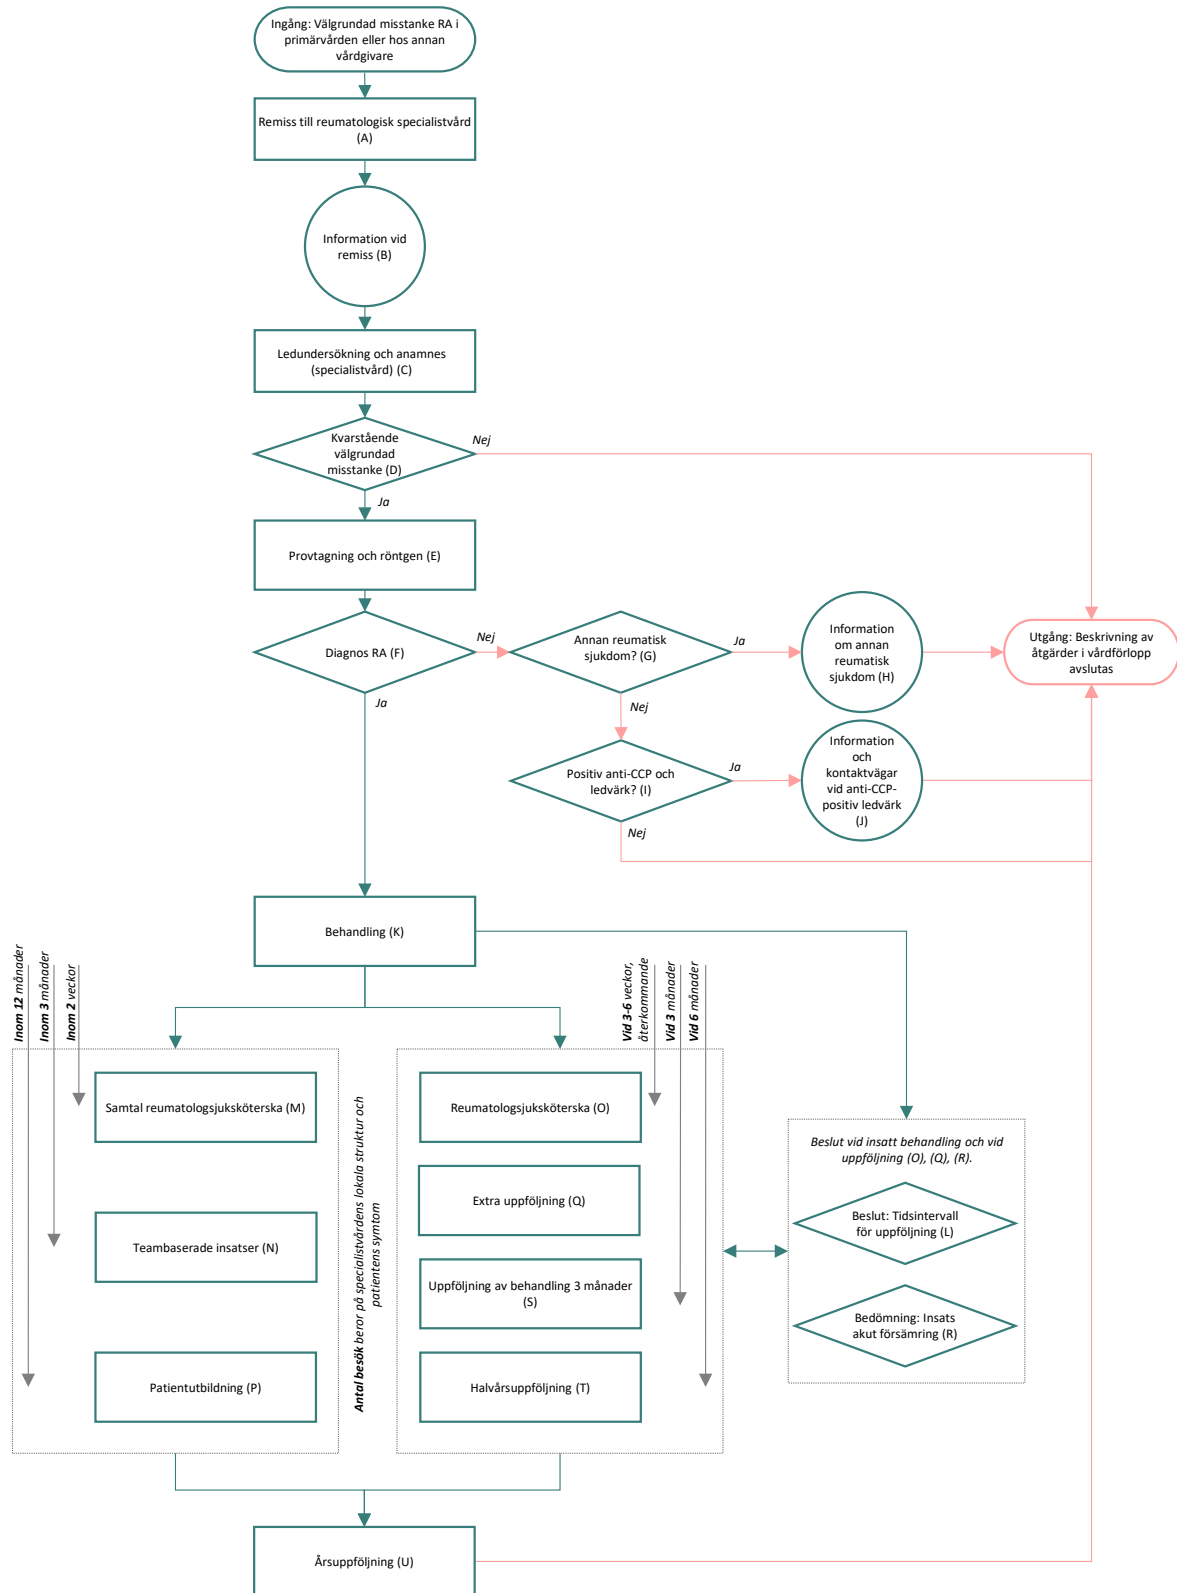 Ingång: Välgrundad misstanke RA i
primärvården eller hos annan
vårdgivare
Remiss till reumatologisk specialistvård
(A)
Information vid
remiss (B)
Ledundersökning och anamnes
(specialistvård) (C)
Kvarstående
välgrundad
misstanke (D)
Nej
Ja
Provtagning och röntgen (E)
Diagnos RA (F)
Nej
Ja
Annan reumatisk
sjukdom? (G)
Ja
Nej
Information
om annan
reumatisk
sjukdom (H)
Utgång: Beskrivning av
åtgärder i vårdförlopp
avslutas
Positiv anti-CCP och
ledvärk? (I)
Ja
Nej
Information
och
kontaktvägar
vid anti-CCP-
positiv ledvärk
(J)
Behandling (K)
Inom 12 månader
Inom 3 månader
Inom 2 veckor
Vid 3-6 veckor,
återkommande
Vid 3 månader
Vid 6 månader
Samtal reumatologsjuksköterska (M)
Teambaserade insatser (N)
Patientutbildning (P)
Antal besök beror på specialistvårdens lokala struktur och
patientens symtom
Reumatologsjuksköterska (O)
Extra uppföljning (Q)
Uppföljning av behandling 3 månader
(S)
Halvårsuppföljning (T)
Beslut vid insatt behandling och vid
uppföljning (O), (Q), (R).
Beslut: Tidsintervall
för uppföljning (L)
Bedömning: Insats
akut försämring (R)
Årsuppföljning (U)